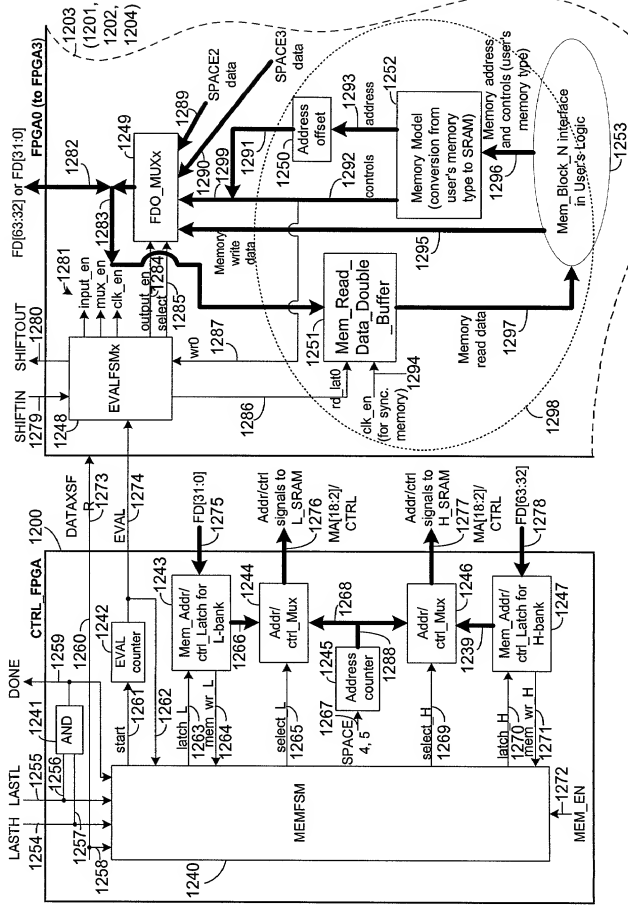 1203
(1201,
1202,
1204)
FPGA0 (to FPGA3)
FD[63:32] or FD[31:0]
1282
1283
1281
SHIFTOUT
1280
SHIFTIN
1279
1248
EVALFSMx
input_en
mux_en
clk_en
output_en
1284
select
1285
1249
FDO_MUXx
1289
SPACE2
data
SPACE3
data
1290
1299
1291
1250
Address
offset
1293
address
1292
controls
1252
Memory Model
(conversion from
user's memory
type to SRAM)
Memory address
and controls (user's
memory type)
1296
Mem_Block_N interface
in User's-Logic
1253
Memory
write
data
1295
1287
wr0
1286
1251
Mem_Read_
Data_Double
_Buffer
rd_lat0
clk_en
(for sync.
memory)
1294
Memory
read data
1297
1298
DATAXSF
R
1273
EVAL
1274
1200
CTRL_FPGA
DONE
1259
1260
1241
AND
LASTL
1255
1256
LASTH
1254
1257
1258
1240
MEMFSM
1242
EVAL
counter
start
1261
1262
1243
Mem_Addr/
ctrl_Latch for
L-bank
FD[31:0]
1275
latch_L
1263
mem_wr_L
1264
1266
1244
Addr/
ctrl_Mux
Addr/ctrl
signals to
L_SRAM
1276
MA[18:2]/
CTRL
select_L
1265
1268
1245
Address
counter
1267
SPACE
4, 5
1288
1246
Addr/
ctrl_Mux
Addr/ctrl
signals to
H_SRAM
1277
MA[18:2]/
CTRL
select_H
1269
1239
1247
Mem_Addr/
ctrl_Latch for
H-bank
FD[63:32]
1278
latch_H
1270
mem_wr_H
1271
1272
MEM_EN